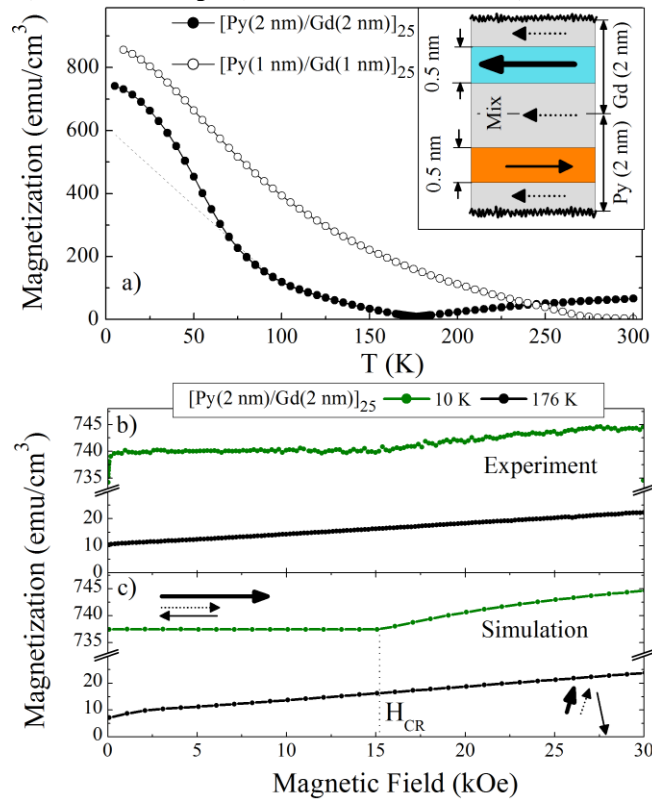 [Py(2 nm)/Gd(2 nm)]25
[Py(1 nm)/Gd(1 nm)]25
Magnetization (emu/cm3)
800
600
400
200
0
a)
0 50 100 150 200 250 300
T (K)
0.5 nm
0.5 nm
Mix
Gd (2 nm)
Py (2 nm)
[Py(2 nm)/Gd(2 nm)]25 10 K 176 K
b)
745
740
735
20
10
0
Experiment
c)
745
740
735
20
10
0
Simulation
HCR
Magnetization (emu/cm3)
0 5 10 15 20 25 30
Magnetic Field (kOe)